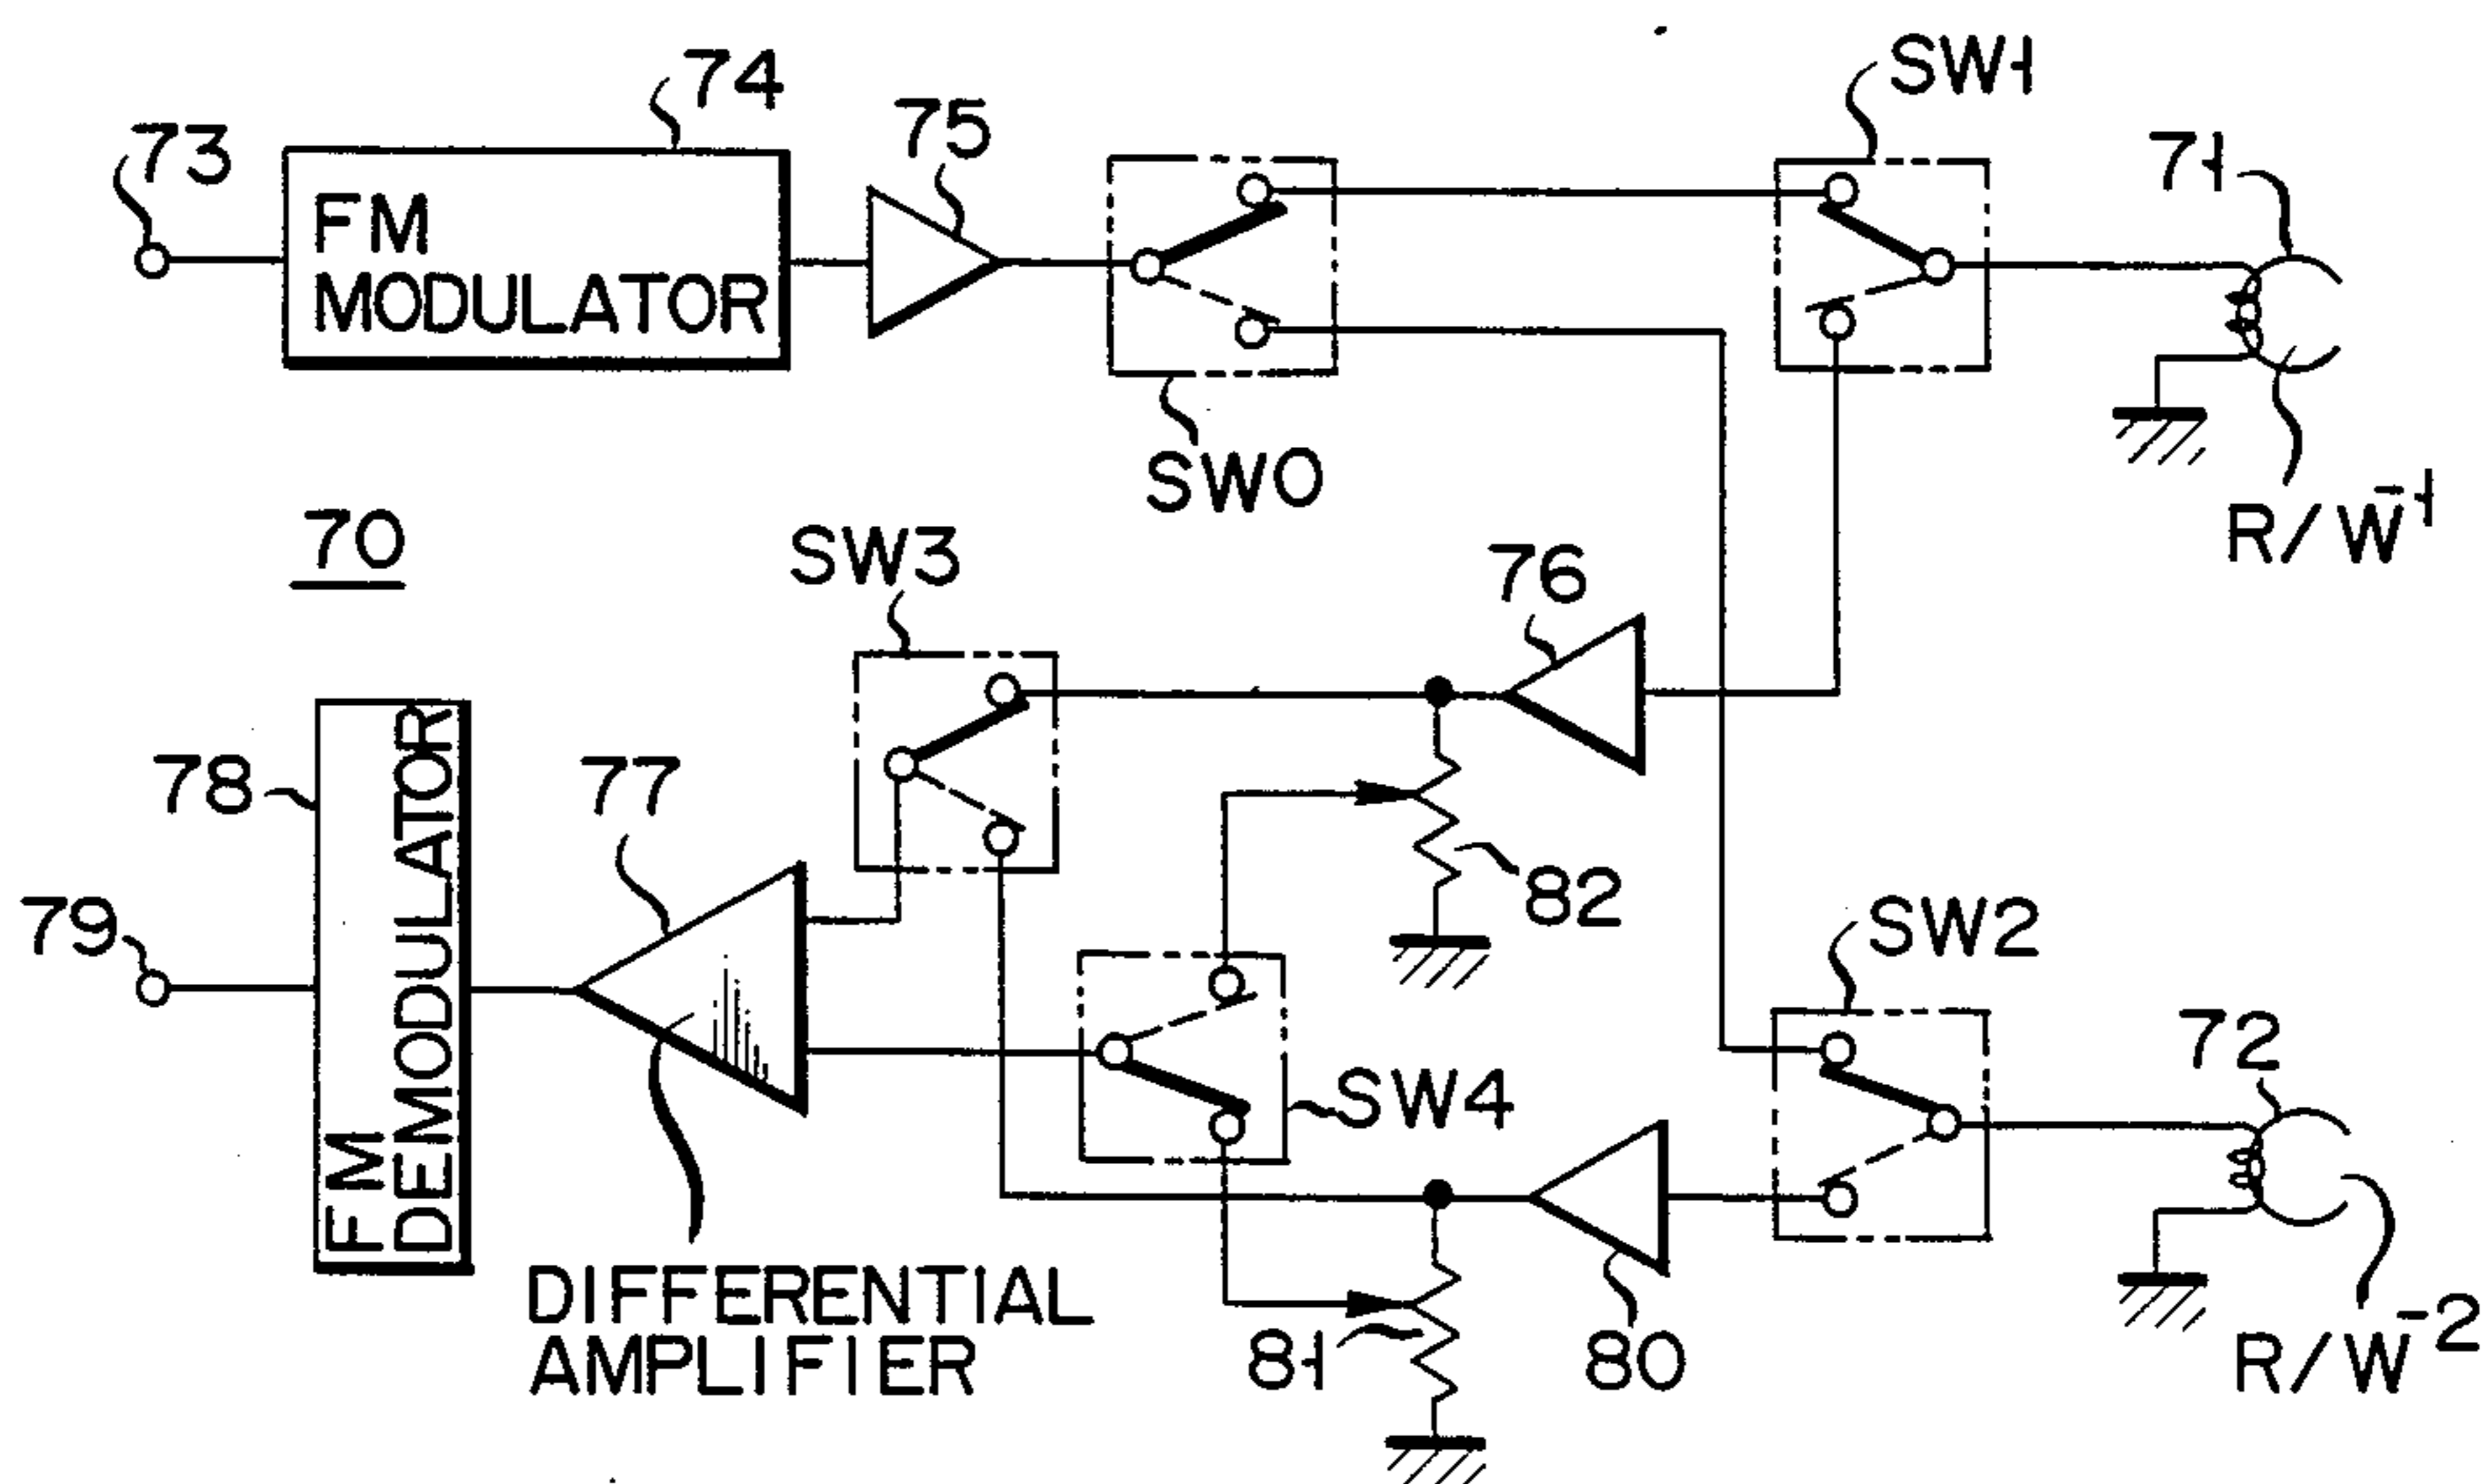 74
75
SW1
73
71
FM
MODULATOR
SW0
R/W-1
70
SW3
76
78
77
82
79
SW2
FM
DEMODULATOR
SW4
72
DIFFERENTIAL
AMPLIFIER
81
80
R/W-2